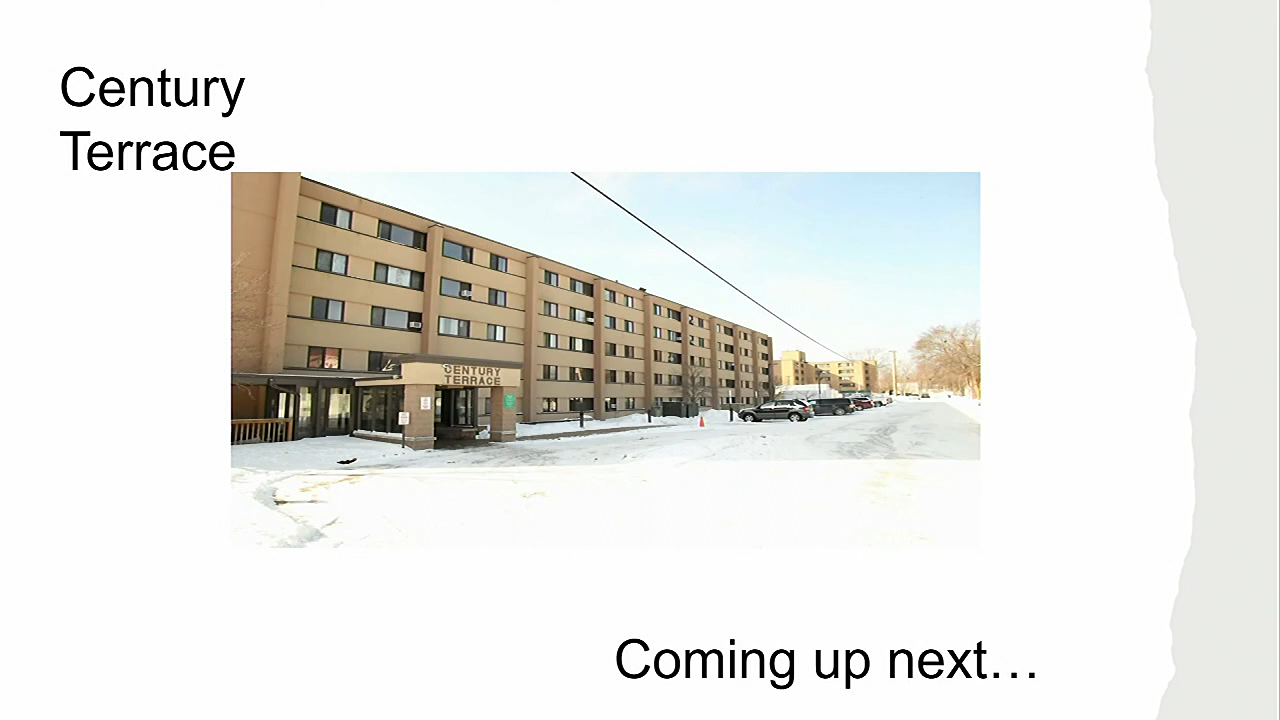 Century
Terrace
CENTURY
TERRACE
Coming up next…